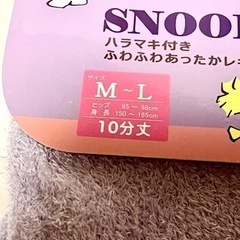 SNOO
ハラマキ付き
ふわふわあったかレ
サイズ
M～L
ヒップ 85～98cm
身長 150～165cm
10分丈